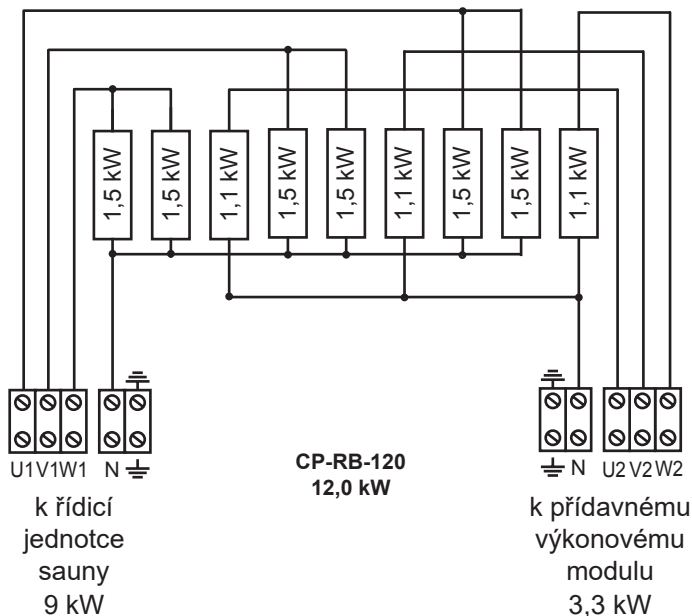 1,5 kW
1,5 kW
1,1 kW
1,5 kW
1,5 kW
1,1 kW
1,5 kW
1,5 kW
1,1 kW
U1 V1 W1 N
N U2 V2 W2
CP-RB-120
12,0 kW
k řídicí
jednotce
sauny
9 kW
k přídavnému
výkonovému
modulu
3,3 kW